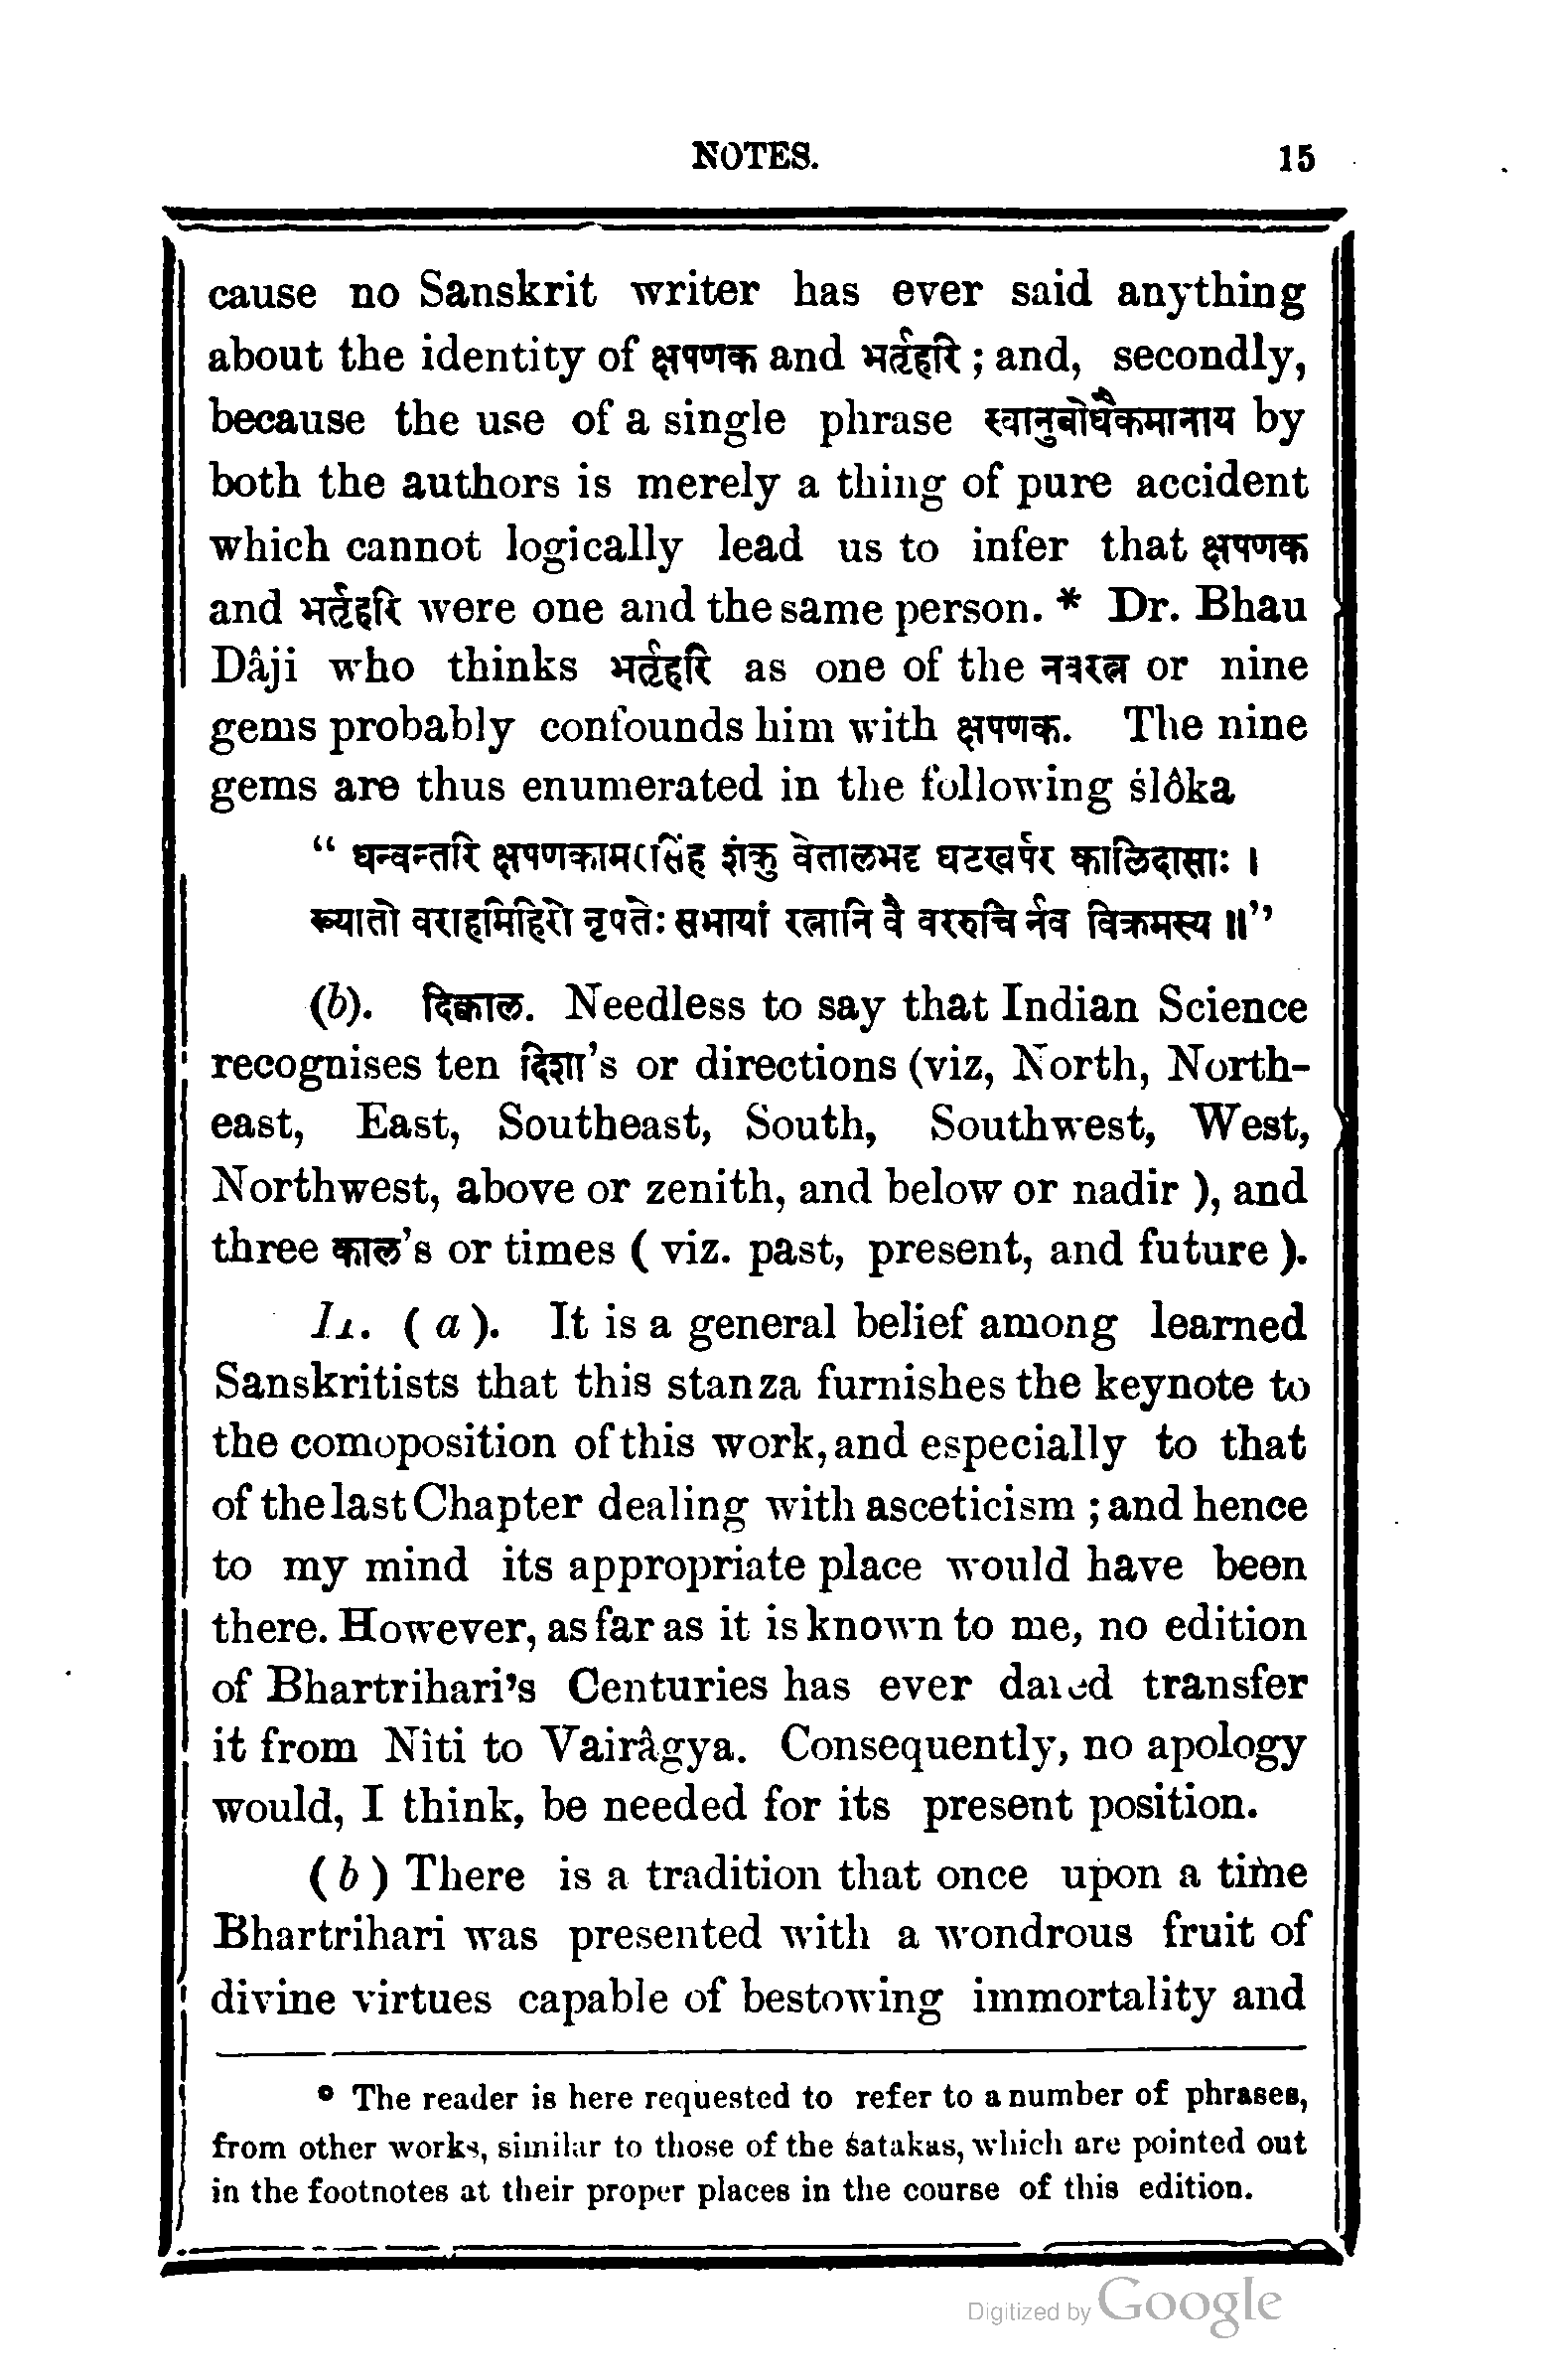 NOTES. 15
cause no Sanskrit writer has ever said anything
about the identity of क्षपणक and भर्तृहरि ; and, secondly,
because the use of a single phrase स्वानुबोधैकमानाय by
both the authors is merely a thing of pure accident
which cannot logically lead us to infer that क्षपणक
and भर्तृहरि were one and the same person. * Dr. Bhau
Dâji who thinks भर्तृहरि as one of the नवरत्न or nine
gems probably confounds him with क्षपणक. The nine
gems are thus enumerated in the following ślôka
“ धन्वन्तरि क्षपणकामरसिंह शंकु वेतालभट्ट घटखर्पर कालिदासाः ।
ख्यातो वराहमिहिरो नृपतेः सभायां रत्नानि वै वररुचि र्नव विक्रमस्य ॥”
(b). दिक्काल. Needless to say that Indian Science
recognises ten दिशा's or directions (viz, North, North-
east, East, Southeast, South, Southwest, West,
Northwest, above or zenith, and below or nadir ), and
three काल's or times ( viz. past, present, and future ).
( a ). It is a general belief among learned
Sanskritists that this stanza furnishes the keynote to
the comoposition of this work, and especially to that
of the last Chapter dealing with asceticism ; and hence
to my mind its appropriate place would have been
there. However, as far as it is known to me, no edition
of Bhartrihari's Centuries has ever dared transfer
it from Nîti to Vairâgya. Consequently, no apology
would, I think, be needed for its present position.
( b ) There is a tradition that once upon a time
Bhartrihari was presented with a wondrous fruit of
divine virtues capable of bestowing immortality and
* The reader is here requested to refer to a number of phrases,
from other works, similar to those of the śatakas, which are pointed out
in the footnotes at their proper places in the course of this edition.
Digitized by Google